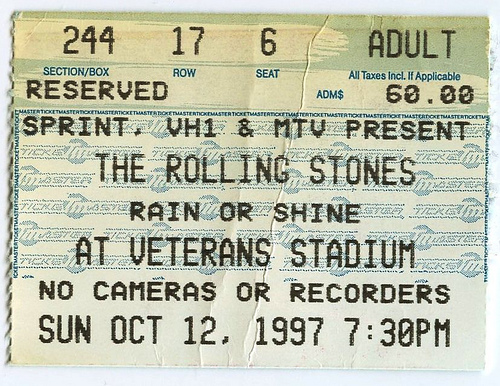 244 17 6 ADULT
SECTION/BOX ROW SEAT All Taxes Incl. If Applicable
RESERVED ADM$ 60.00
SPRINT, VH1 & MTV PRESENT
THE ROLLING STONES
RAIN OR SHINE
AT VETERANS STADIUM
NO CAMERAS OR RECORDERS
SUN OCT 12, 1997 7:30PM